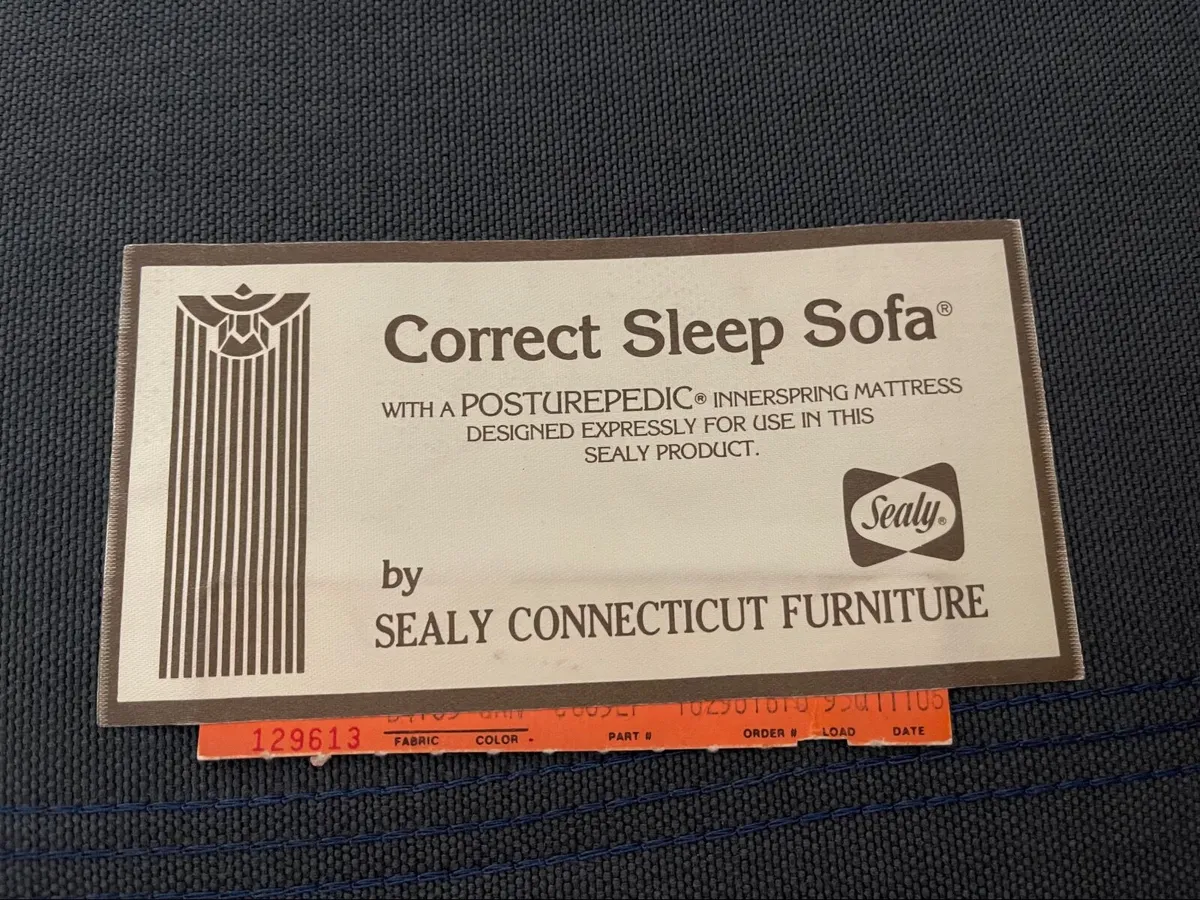 Correct Sleep Sofa®
WITH A POSTUREPEDIC® INNERSPRING MATTRESS
DESIGNED EXPRESSLY FOR USE IN THIS
SEALY PRODUCT.
Sealy®
by
SEALY CONNECTICUT FURNITURE
129613 FABRIC COLOR - PART # ORDER # LOAD DATE